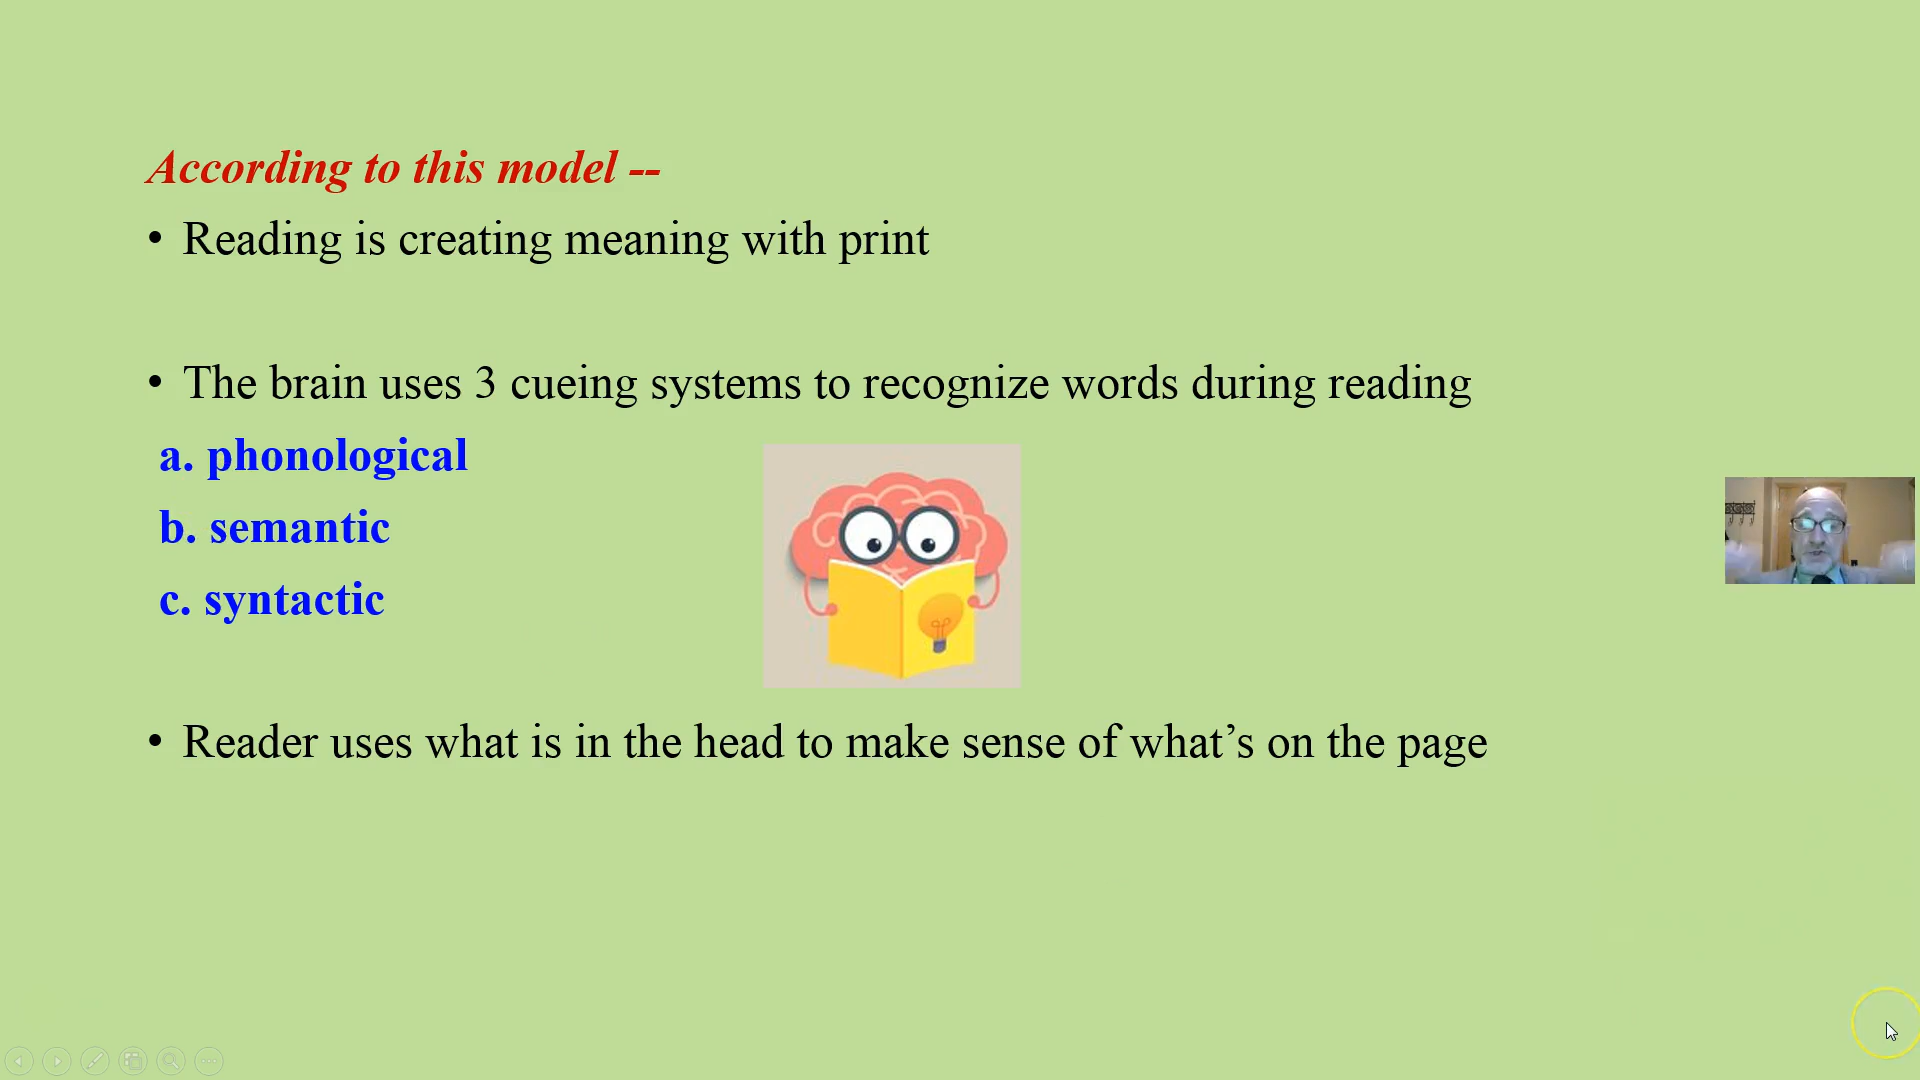 According to this model --
• Reading is creating meaning with print
• The brain uses 3 cueing systems to recognize words during reading
a. phonological
b. semantic
c. syntactic
• Reader uses what is in the head to make sense of what’s on the page